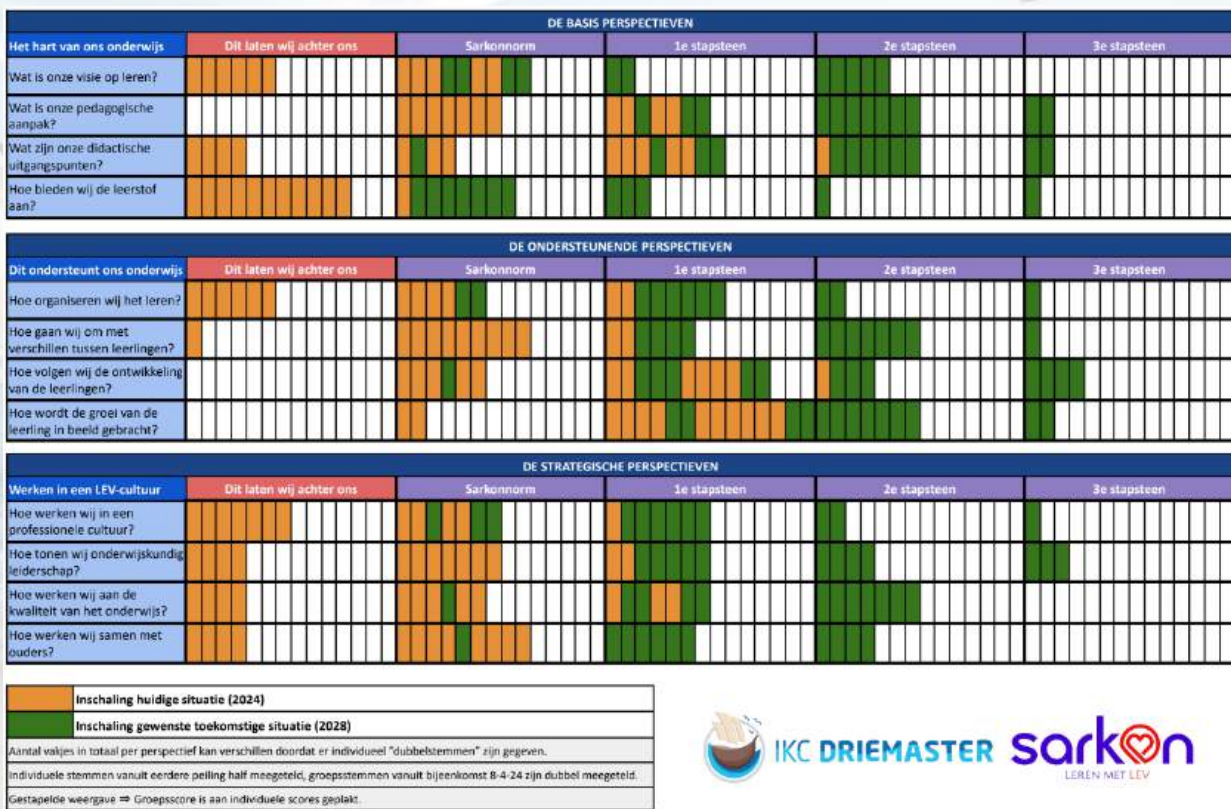 DE BASIS PERSPECTIEVEN
Het hart van ons onderwijs Dit laten wij achter ons Sarkonnorm 1e stapsteen 2e stapsteen 3e stapsteen
Wat is onze visie op leren?
Wat is onze pedagogische
aanpak?
Wat zijn onze didactische
uitgangspunten?
Hoe bieden wij de leerstof
aan?
DE ONDERSTEUNENDE PERSPECTIEVEN
Dit ondersteunt ons onderwijs Dit laten wij achter ons Sarkonnorm 1e stapsteen 2e stapsteen 3e stapsteen
Hoe organiseren wij het leren?
Hoe gaan wij om met
verschillen tussen leerlingen?
Hoe volgen wij de ontwikkeling
van de leerlingen?
Hoe wordt de groei van de
leerling in beeld gebracht?
DE STRATEGISCHE PERSPECTIEVEN
Werken in een LEV-cultuur Dit laten wij achter ons Sarkonnorm 1e stapsteen 2e stapsteen 3e stapsteen
Hoe werken wij in een
professionele cultuur?
Hoe tonen wij onderwijskundig
leiderschap?
Hoe werken wij aan de
kwaliteit van het onderwijs?
Hoe werken wij samen met
ouders?
Inschaling huidige situatie (2024)
Inschaling gewenste toekomstige situatie (2028)
Aantal vakjes in totaal per perspectief kan verschillen doordat er individueel "dubbelstemmen" zijn gegeven.
Individuele stemmen vanuit eerdere peiling half meegeteld, groepsstemmen vanuit bijeenkomst 8-4-24 zijn dubbel meegeteld.
Gestapelde weergave ⇒ Groepsscore is aan individuele scores geplakt.
IKC DRIEMASTER
sarkon
LEREN MET LEV